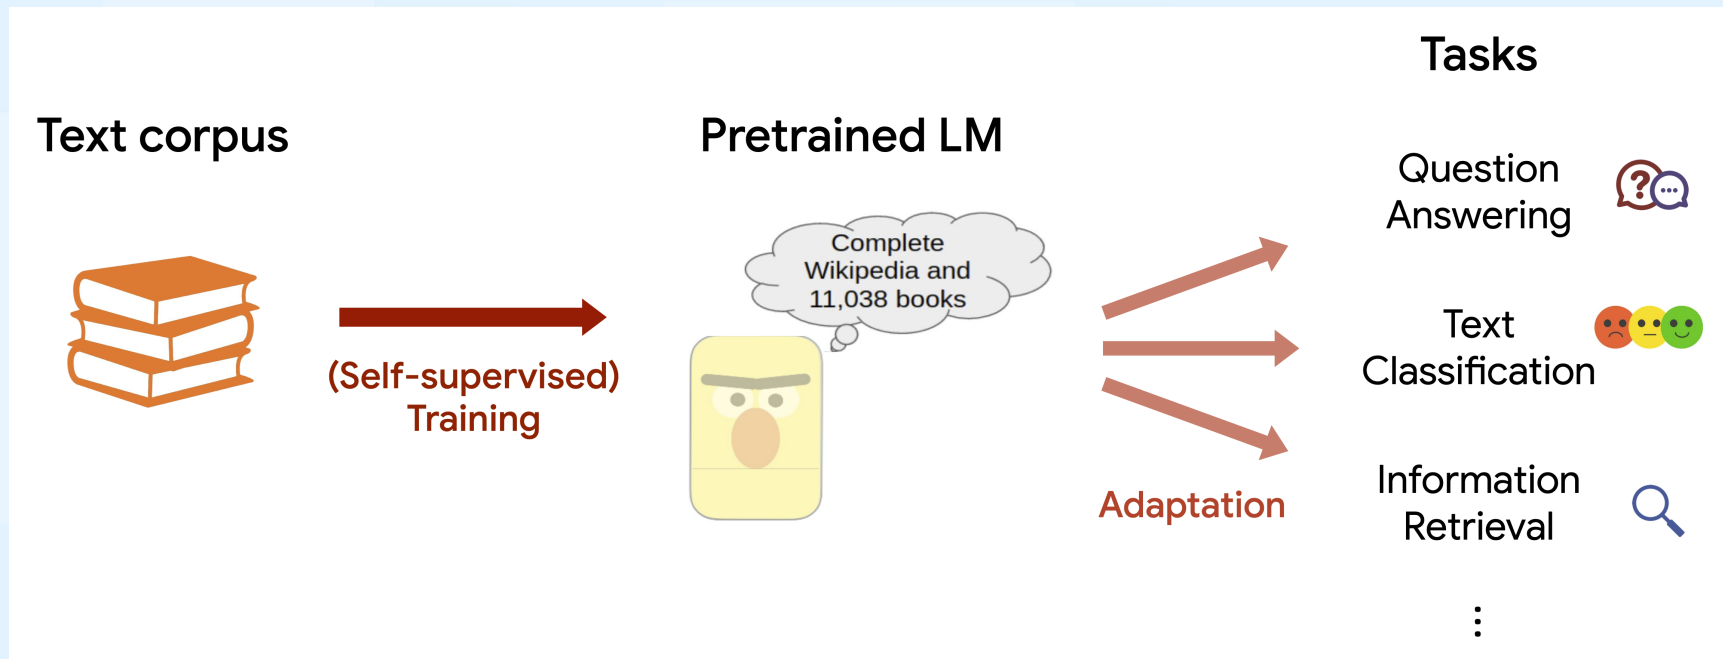 Text corpus
(Self-supervised)
Training
Pretrained LM
Complete
Wikipedia and
11,038 books
Adaptation
Tasks
Question
Answering
?
Text
Classification
Information
Retrieval